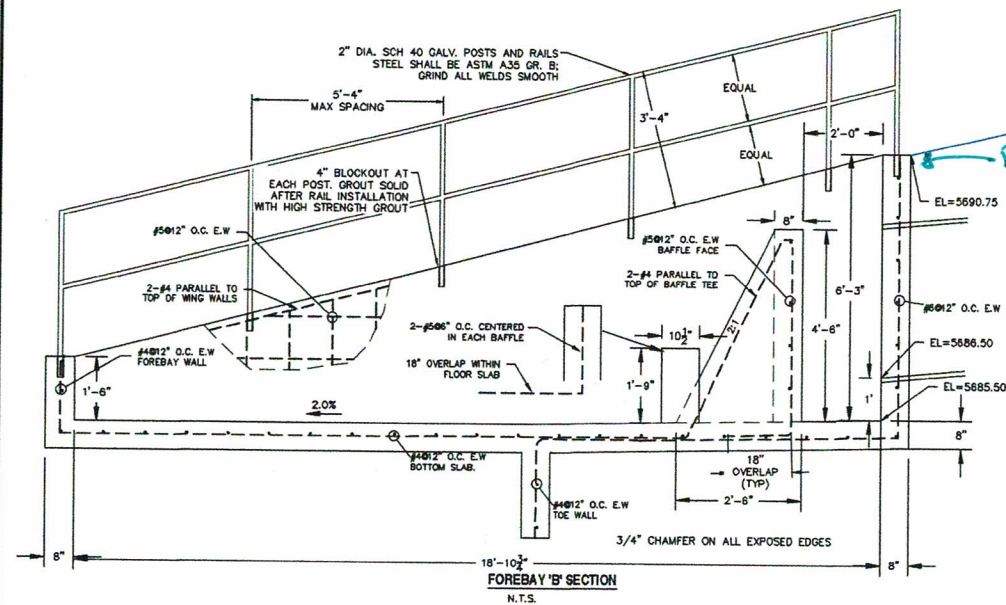 2" DIA. SCH 40 GALV. POSTS AND RAILS
STEEL SHALL BE ASTM A35 GR. B;
GRIND ALL WELDS SMOOTH
5'-4"
MAX SPACING
3'-4"
EQUAL
EQUAL
2'-0"
4" BLOCKOUT AT
EACH POST. GROUT SOLID
AFTER RAIL INSTALLATION
WITH HIGH STRENGTH GROUT
EL=5690.75
#5@12" O.C. E.W
8"
#5@12" O.C. E.W
BAFFLE FACE
2-#4 PARALLEL TO
TOP OF WING WALLS
2-#4 PARALLEL TO
TOP OF BAFFLE TEE
6'-3"
#6@12" O.C. E.W
2:1
4'-6"
2-#5@6" O.C. CENTERED
IN EACH BAFFLE
10 1/2"
#4@12" O.C. E.W
FOREBAY WALL
EL=5686.50
18" OVERLAP WITHIN
FLOOR SLAB
1'-6"
1'-9"
1'
EL=5685.50
2.0%
8"
#4@12" O.C. E.W
BOTTOM SLAB.
18"
OVERLAP
(TYP)
2'-6"
#4@12" O.C. E.W
TOE WALL
3/4" CHAMFER ON ALL EXPOSED EDGES
8"
18'-10 3/4"
8"
FOREBAY 'B' SECTION
N.T.S.